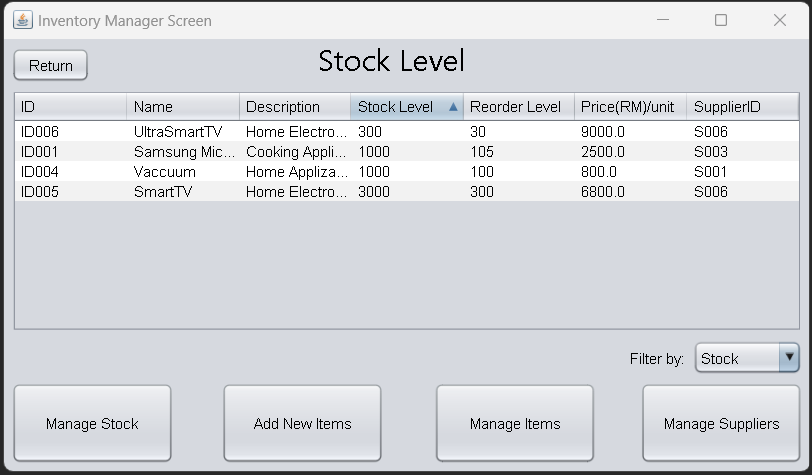 Inventory Manager Screen
Return
Stock Level
ID Name Description Stock Level Reorder Level Price(RM)/unit SupplierID
ID006 UltraSmartTV Home Electro... 300 30 9000.0 S006
ID001 Samsung Mic... Cooking Appli... 1000 105 2500.0 S003
ID004 Vaccuum Home Appliza... 1000 100 800.0 S001
ID005 SmartTV Home Electro... 3000 300 6800.0 S006
Filter by: Stock
Manage Stock Add New Items Manage Items Manage Suppliers